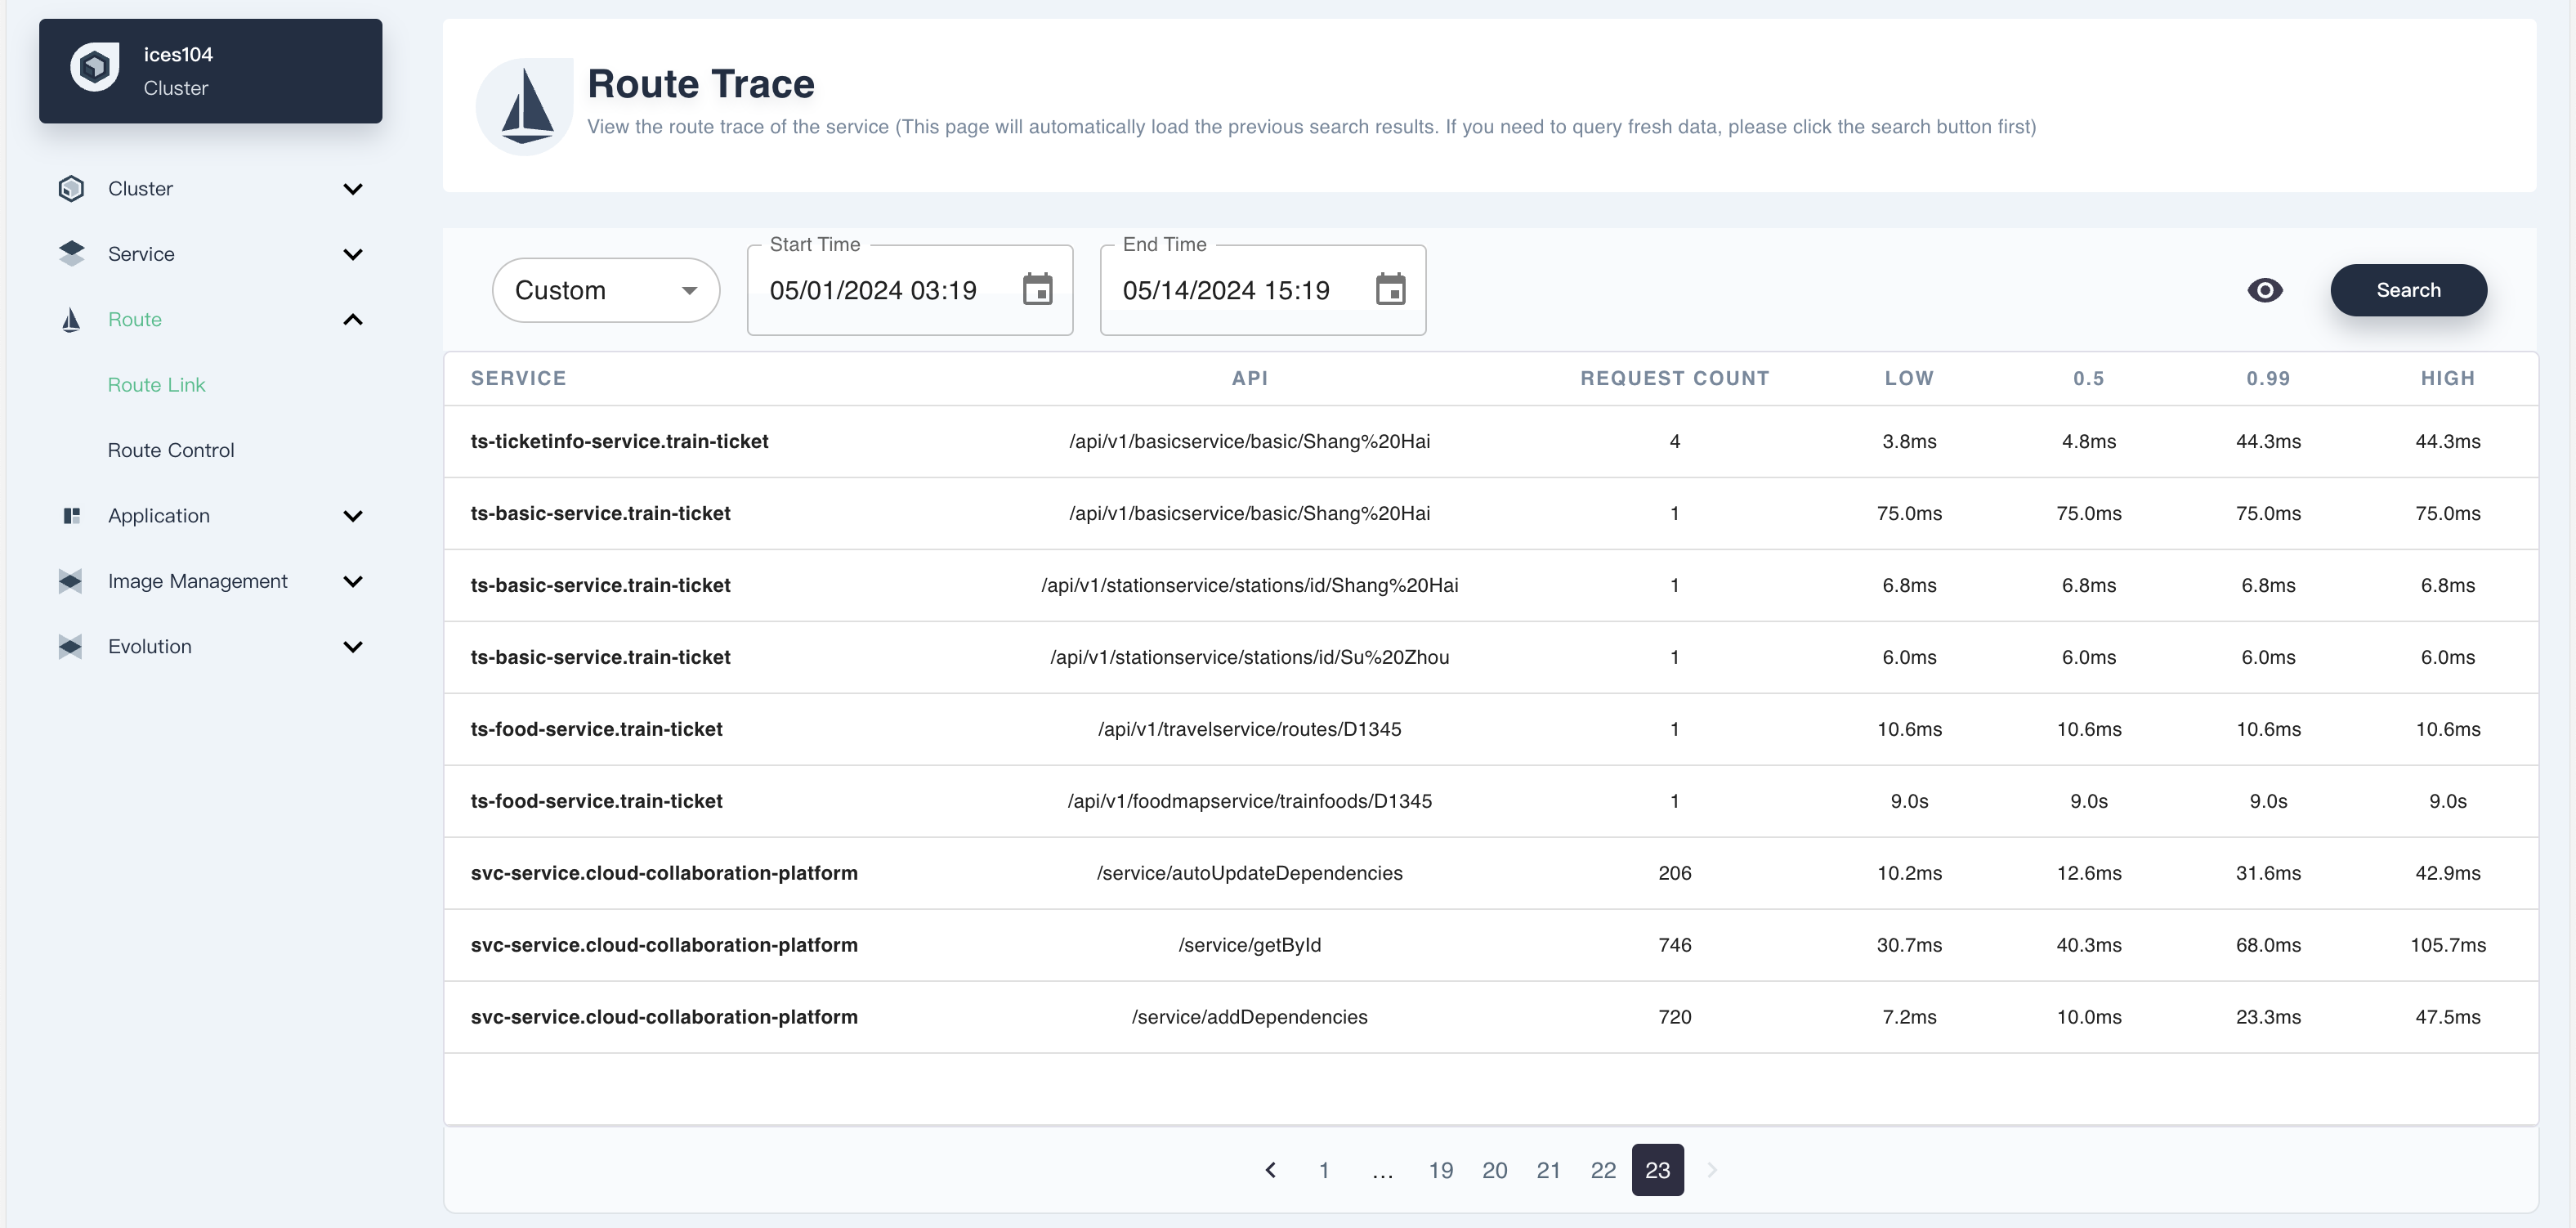 ices104
Cluster
Cluster
Service
Route
Route Link
Route Control
Application
Image Management
Evolution
Route Trace
View the route trace of the service (This page will automatically load the previous search results. If you need to query fresh data, please click the search button first)
Custom
Start Time
05/01/2024 03:19
End Time
05/14/2024 15:19
Search
SERVICE API REQUEST COUNT LOW 0.5 0.99 HIGH
ts-ticketinfo-service.train-ticket /api/v1/basicservice/basic/Shang%20Hai 4 3.8ms 4.8ms 44.3ms 44.3ms
ts-basic-service.train-ticket /api/v1/basicservice/basic/Shang%20Hai 1 75.0ms 75.0ms 75.0ms 75.0ms
ts-basic-service.train-ticket /api/v1/stationservice/stations/id/Shang%20Hai 1 6.8ms 6.8ms 6.8ms 6.8ms
ts-basic-service.train-ticket /api/v1/stationservice/stations/id/Su%20Zhou 1 6.0ms 6.0ms 6.0ms 6.0ms
ts-food-service.train-ticket /api/v1/travelservice/routes/D1345 1 10.6ms 10.6ms 10.6ms 10.6ms
ts-food-service.train-ticket /api/v1/foodmapservice/trainfoods/D1345 1 9.0s 9.0s 9.0s 9.0s
svc-service.cloud-collaboration-platform /service/autoUpdateDependencies 206 10.2ms 12.6ms 31.6ms 42.9ms
svc-service.cloud-collaboration-platform /service/getById 746 30.7ms 40.3ms 68.0ms 105.7ms
svc-service.cloud-collaboration-platform /service/addDependencies 720 7.2ms 10.0ms 23.3ms 47.5ms
1 ... 19 20 21 22 23